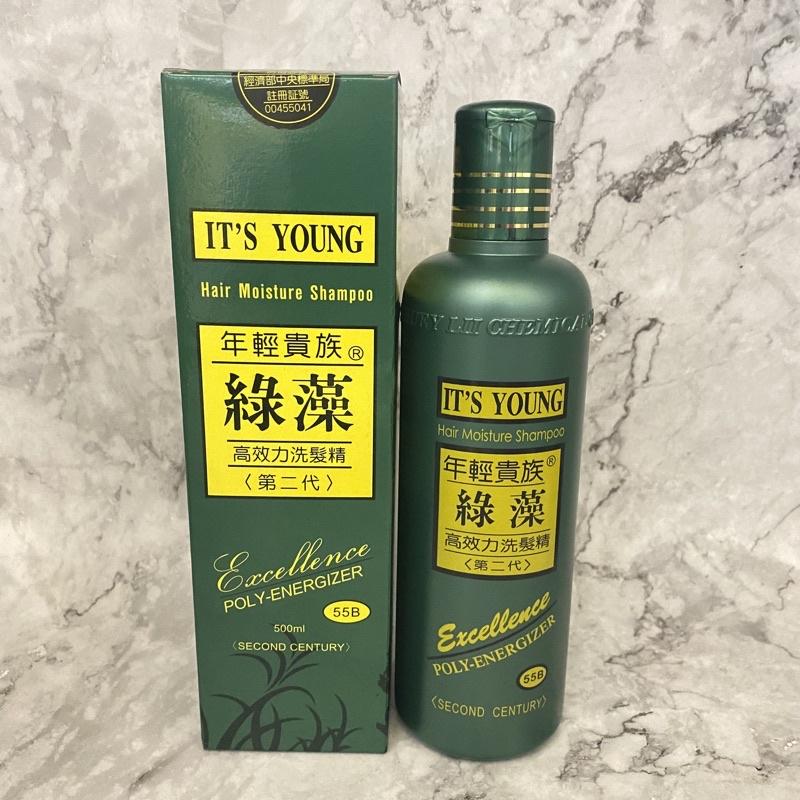 經濟部中央標準局
註冊証號
00455041
IT'S YOUNG
Hair Moisture Shampoo
年輕貴族®
綠藻
高效力洗髮精
〈第二代〉
Excellence
POLY-ENERGIZER
55B
500ml
〈SECOND CENTURY〉
CHEMICAL
IT'S YOUNG
Hair Moisture Shampoo
年輕貴族®
綠藻
高效力洗髮精
〈第二代〉
Excellence
POLY-ENERGIZER
55B
〈SECOND CENTURY〉